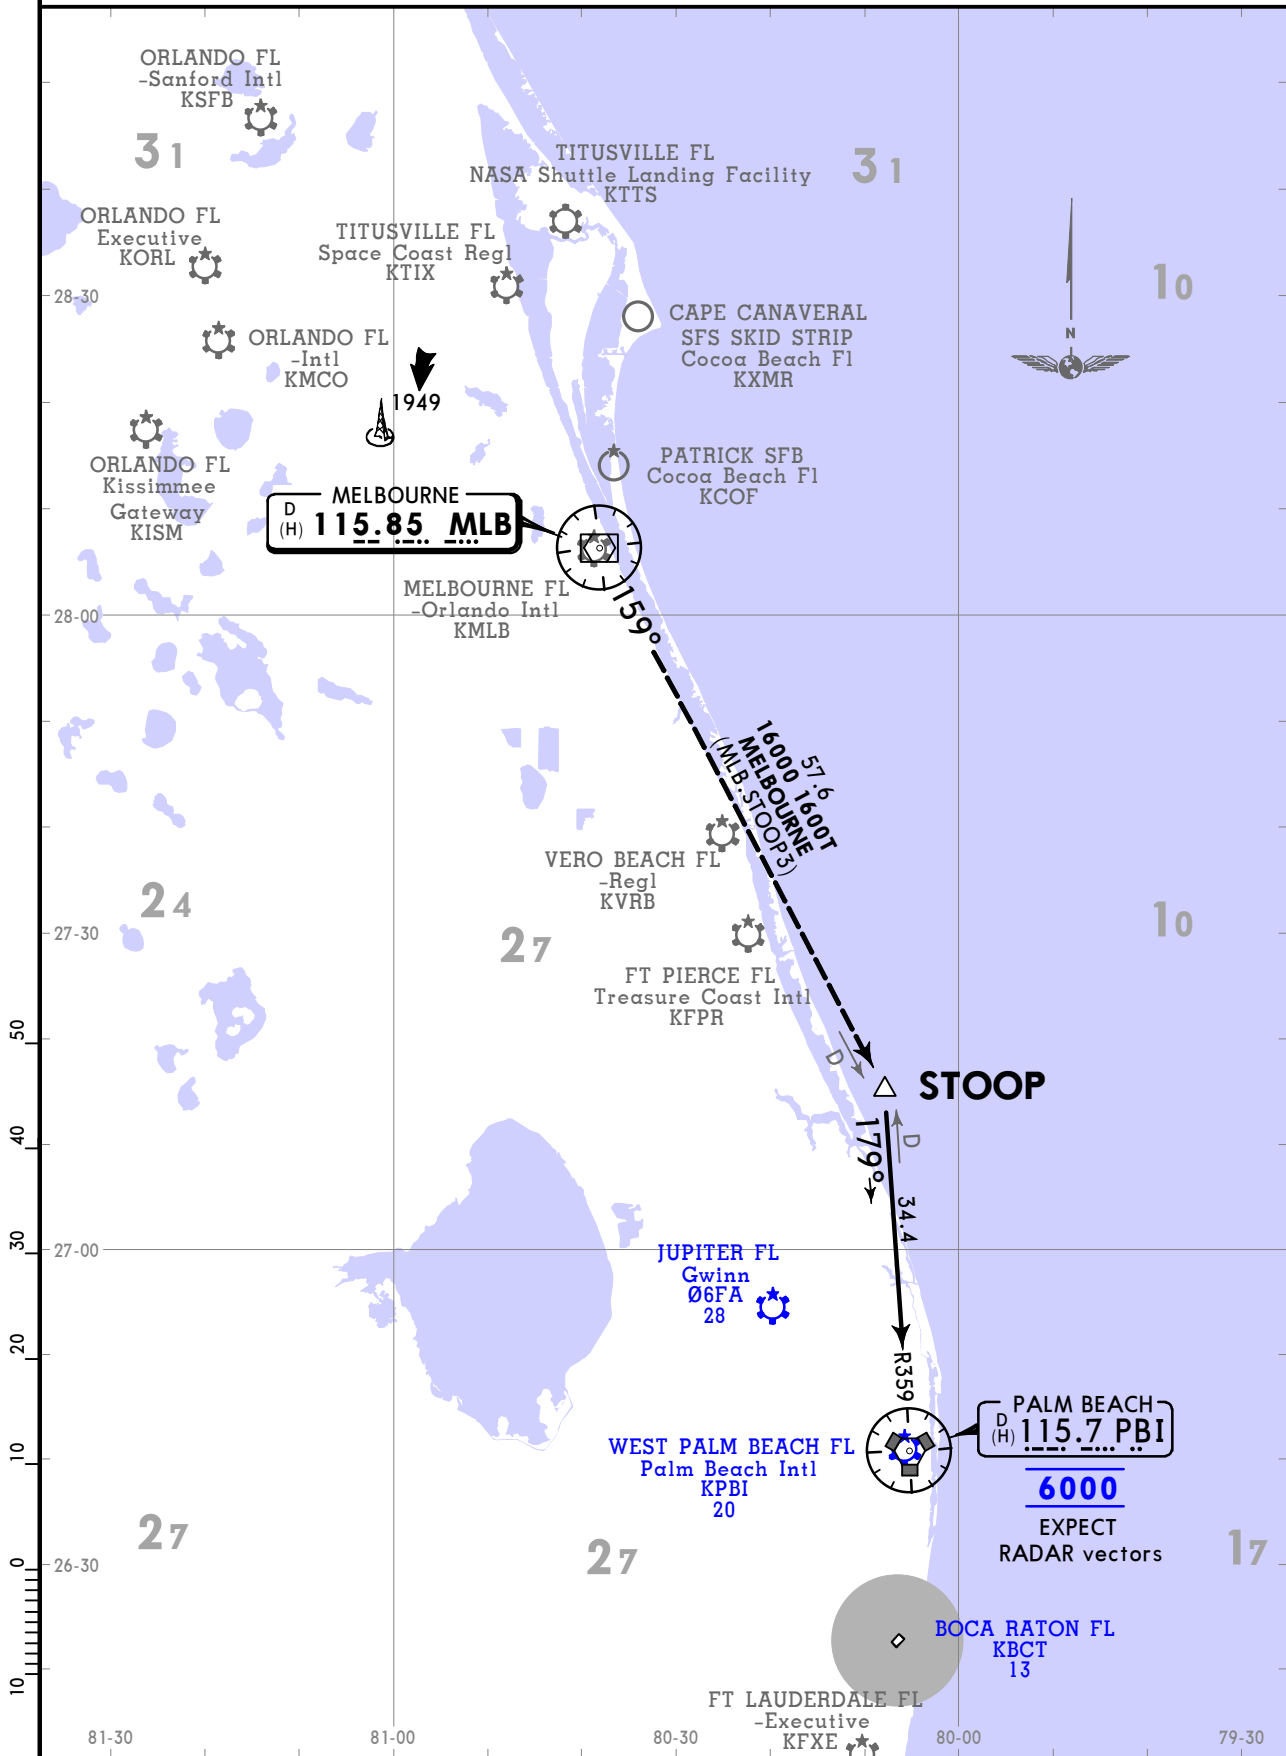 ORLANDO FL
-Sanford Intl
KSFB
31
TITUSVILLE FL
NASA Shuttle Landing Facility
KTTS
31
ORLANDO FL
Executive
KORL
TITUSVILLE FL
Space Coast Regl
KTIX
28-30
10
CAPE CANAVERAL
SFS SKID STRIP
Cocoa Beach Fl
KXMR
N
ORLANDO FL
-Intl
KMCO
1949
ORLANDO FL
Kissimmee
Gateway
KISM
PATRICK SFB
Cocoa Beach Fl
KCOF
MELBOURNE
D
(H) 115.85 MLB
MELBOURNE FL
-Orlando Intl
KMLB
28-00
159°
57.6
16000 1600T
MELBOURNE
(MLB.STOOP3)
VERO BEACH FL
-Regl
KVRB
24
27-30
27
10
FT PIERCE FL
Treasure Coast Intl
KFPR
D
STOOP
179°
D
34.4
27-00
JUPITER FL
Gwinn
Ø6FA
28
R359
PALM BEACH
D
(H) 115.7 PBI
6000
EXPECT
RADAR vectors
WEST PALM BEACH FL
Palm Beach Intl
KPBI
20
27
27
17
26-30
BOCA RATON FL
KBCT
13
FT LAUDERDALE FL
-Executive
KFXE
50
40
30
20
10
0
10
81-30
81-00
80-30
80-00
79-30